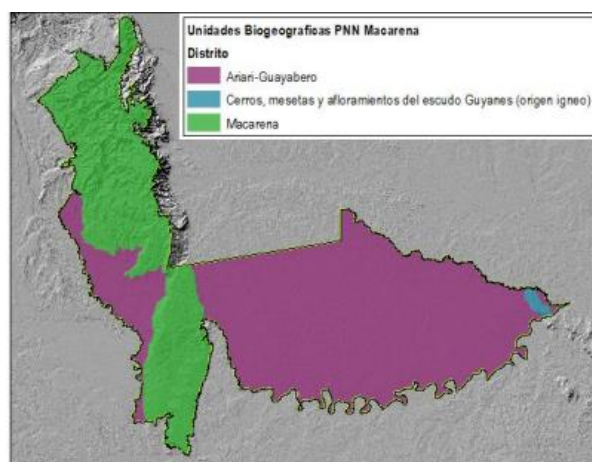 Unidades Biogeograficas PNN Macarena
Distrito
Ariari-Guayabero
Cerros, mesetas y afloramientos del escudo Guyanes (origen igneo)
Macarena